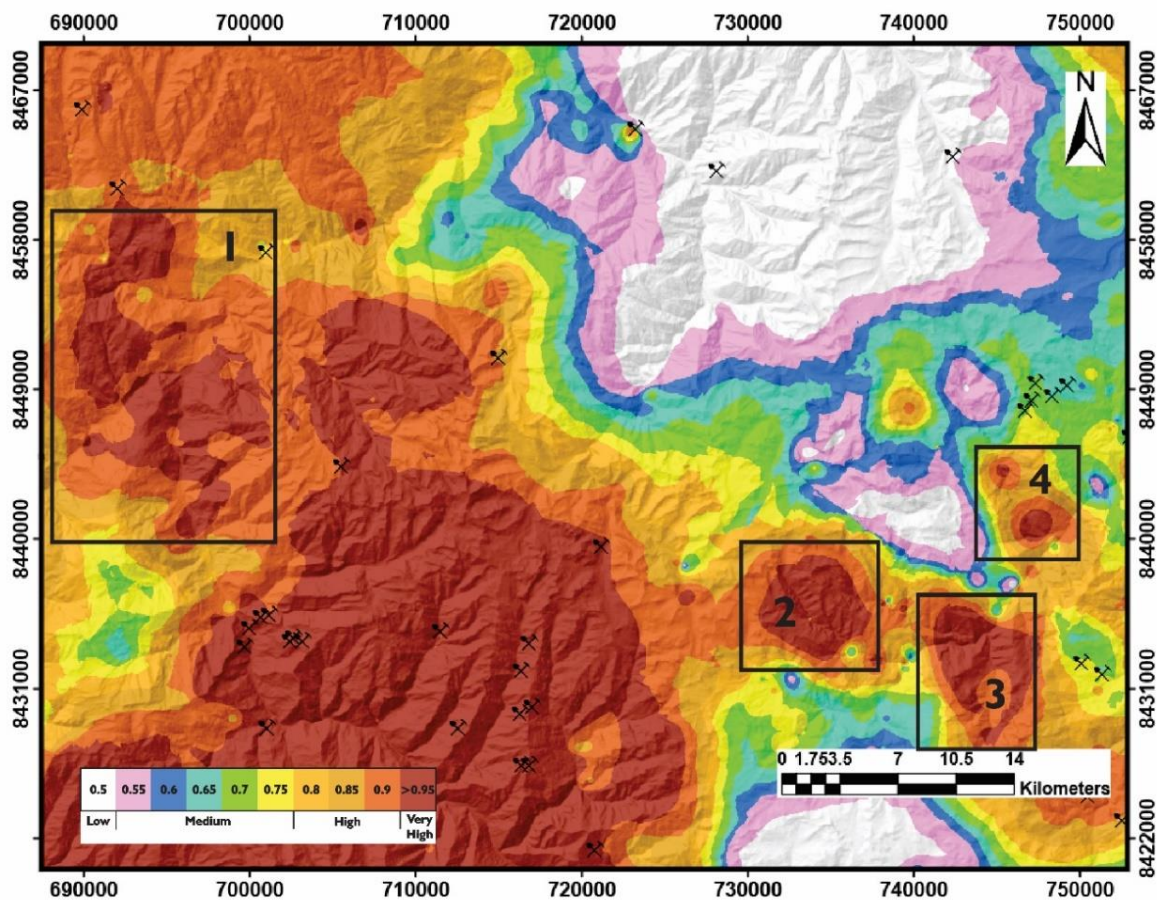 690000 700000 710000 720000 730000 740000 750000
8467000 8467000
N
8458000 8458000
1
8449000 8449000
4
8440000 8440000
2
3
8431000 8431000
0 1.75 3.5 7 10.5 14
Kilometers
0.5 0.55 0.6 0.65 0.7 0.75 0.8 0.85 0.9 >0.95
Low Medium High Very High
8422000 8422000
690000 700000 710000 720000 730000 740000 750000